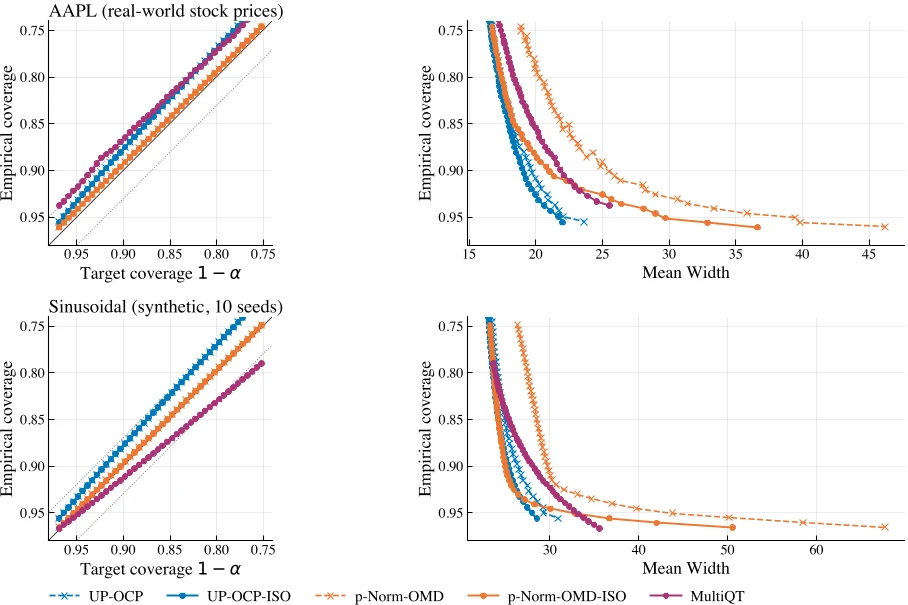 AAPL (real-world stock prices)
0.75
0.80
0.85
0.90
0.95
Empirical coverage
0.95 0.90 0.85 0.80 0.75
Target coverage 1 − α
0.75
0.80
0.85
0.90
0.95
Empirical coverage
15 20 25 30 35 40 45
Mean Width
Sinusoidal (synthetic, 10 seeds)
0.75
0.80
0.85
0.90
0.95
Empirical coverage
0.95 0.90 0.85 0.80 0.75
Target coverage 1 − α
0.75
0.80
0.85
0.90
0.95
Empirical coverage
30 40 50 60
Mean Width
UP-OCP UP-OCP-ISO p-Norm-OMD p-Norm-OMD-ISO MultiQT